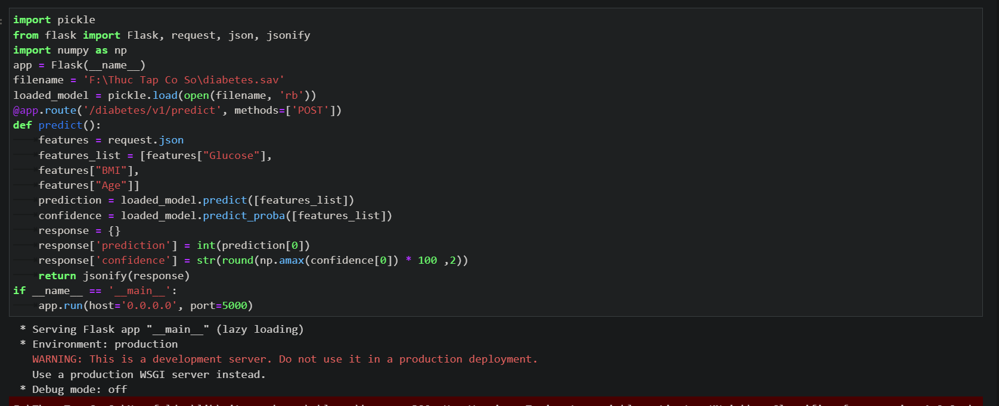 import pickle
from flask import Flask, request, json, jsonify
import numpy as np
app = Flask(__name__)
filename = 'F:\Thuc Tap Co So\diabetes.sav'
loaded_model = pickle.load(open(filename, 'rb'))
@app.route('/diabetes/v1/predict', methods=['POST'])
def predict():
    features = request.json
    features_list = [features["Glucose"],
    features["BMI"],
    features["Age"]]
    prediction = loaded_model.predict([features_list])
    confidence = loaded_model.predict_proba([features_list])
    response = {}
    response['prediction'] = int(prediction[0])
    response['confidence'] = str(round(np.amax(confidence[0]) * 100 ,2))
    return jsonify(response)
if __name__ == '__main__':
    app.run(host='0.0.0.0', port=5000)
* Serving Flask app "__main__" (lazy loading)
* Environment: production
WARNING: This is a development server. Do not use it in a production deployment.
Use a production WSGI server instead.
* Debug mode: off